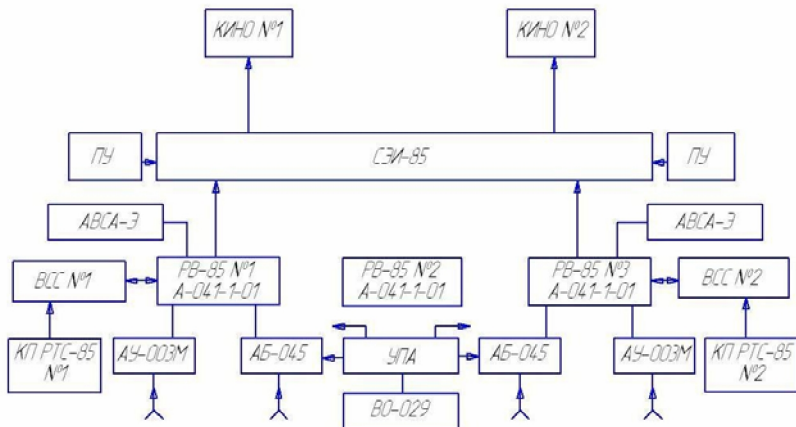 КИНО №1
КИНО №2
ПУ
СЭИ-85
ПУ
АВСА-Э
АВСА-Э
ВСС №1
РВ-85 №1
А-041-1-01
РВ-85 №2
А-041-1-01
РВ-85 №3
А-041-1-01
ВСС №2
КП РТС-85
№1
АУ-003М
АБ-045
УПА
АБ-045
АУ-003М
КП РТС-85
№2
ВО-029